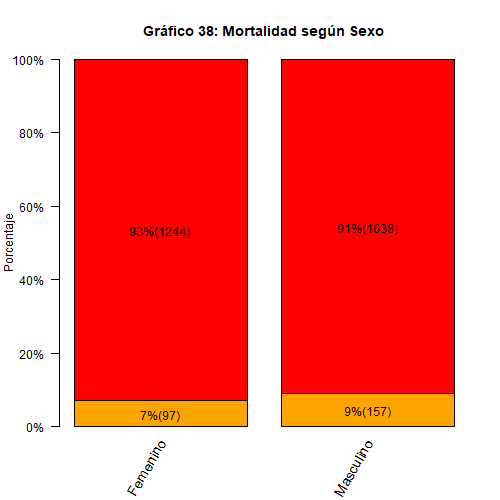 Gráfico 38: Mortalidad según Sexo
100%
80%
60%
40%
20%
0%
Porcentaje
93%(1244)
91%(1638)
7%(97)
9%(157)
Femenino
Masculino